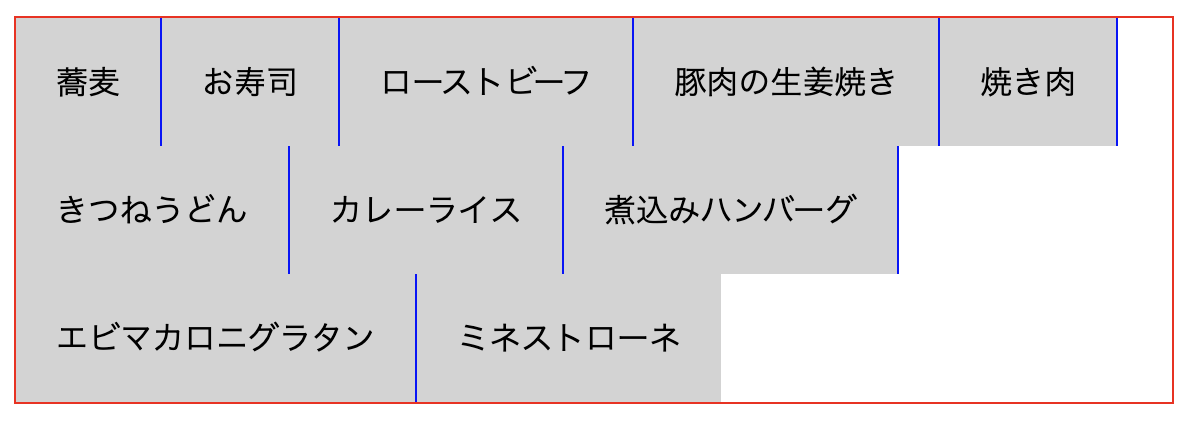 蕎麦 お寿司 ローストビーフ 豚肉の生姜焼き 焼き肉
きつねうどん カレーライス 煮込みハンバーグ
エビマカロニグラタン ミネストローネ